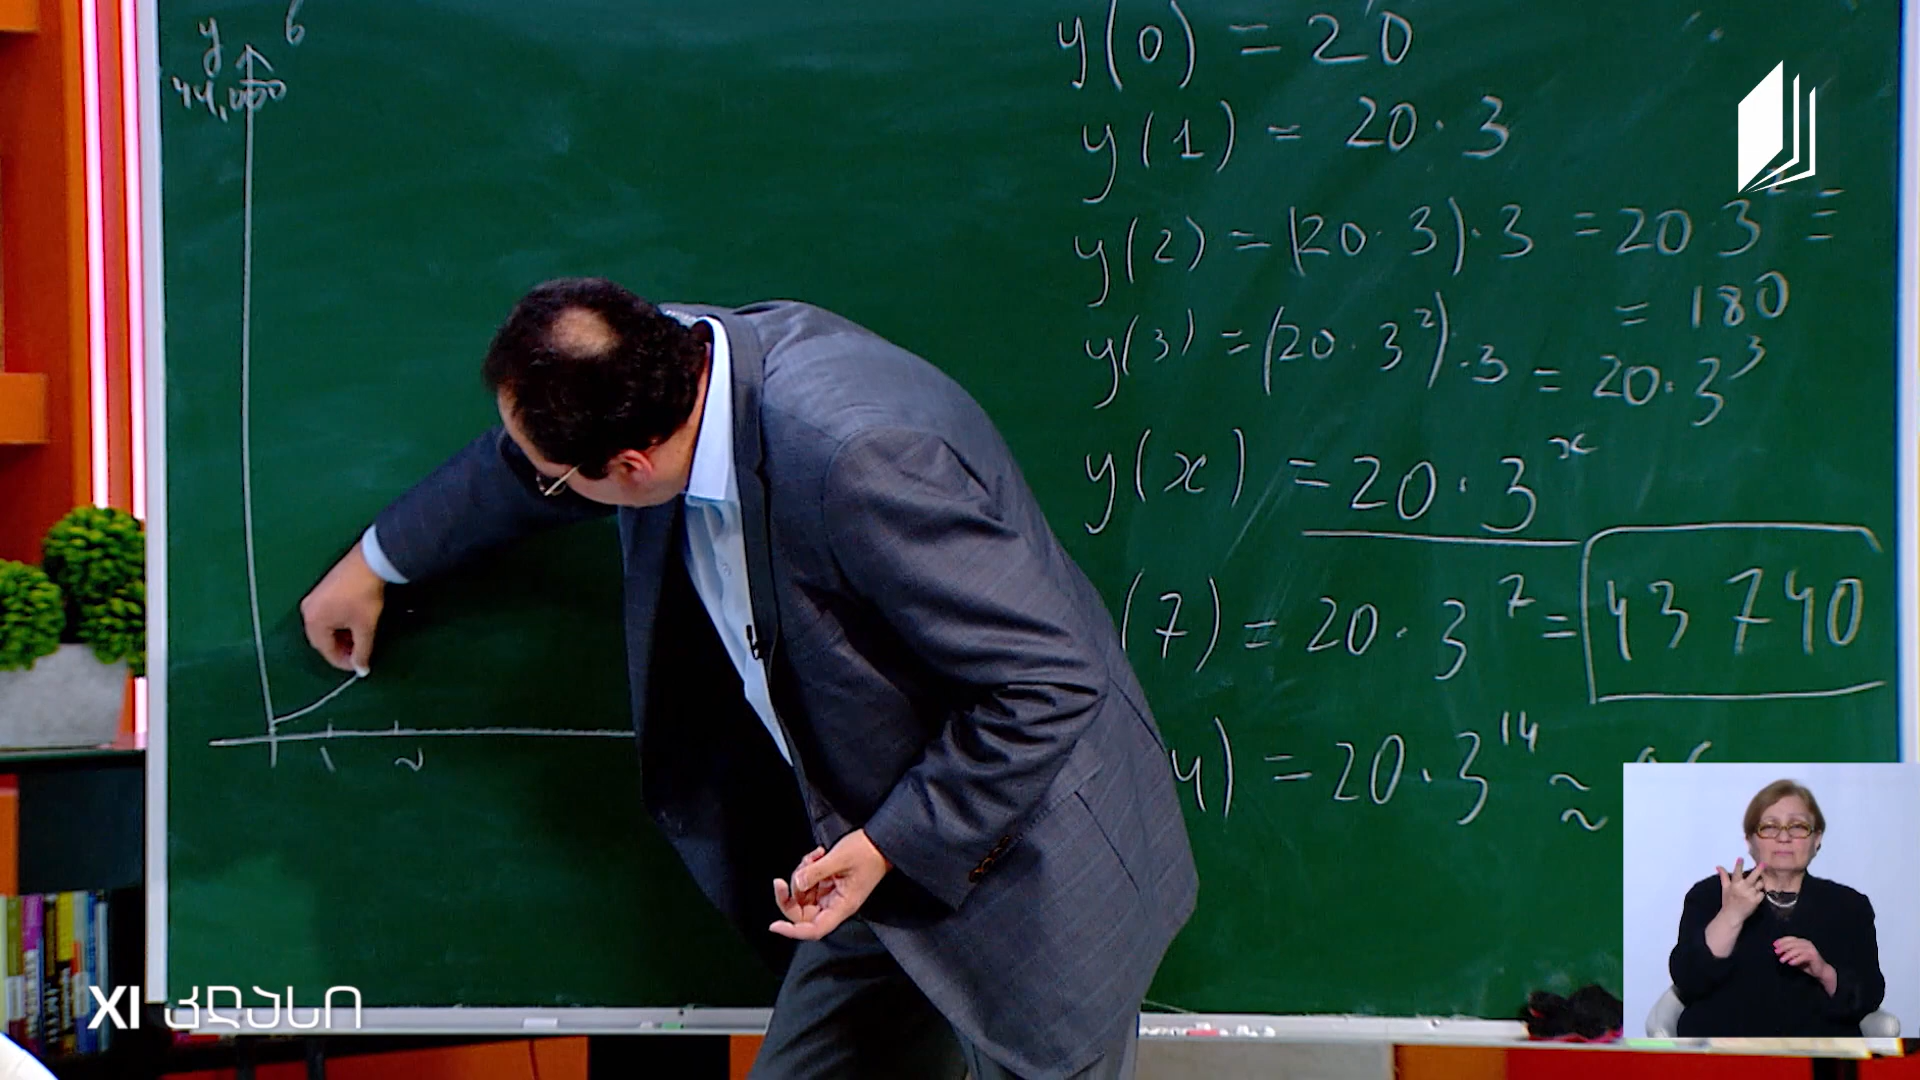 y 6
44,000
1 2
y(0) = 20
y(1) = 20·3
y(2) = (20·3)·3 = 20·3² =
= 180
y(3) = (20·3²)·3 = 20·3³
y(x) = 20·3ˣ
(7) = 20·3⁷ = 43 740
4) = 20·3¹⁴ ≈
XI კლასი